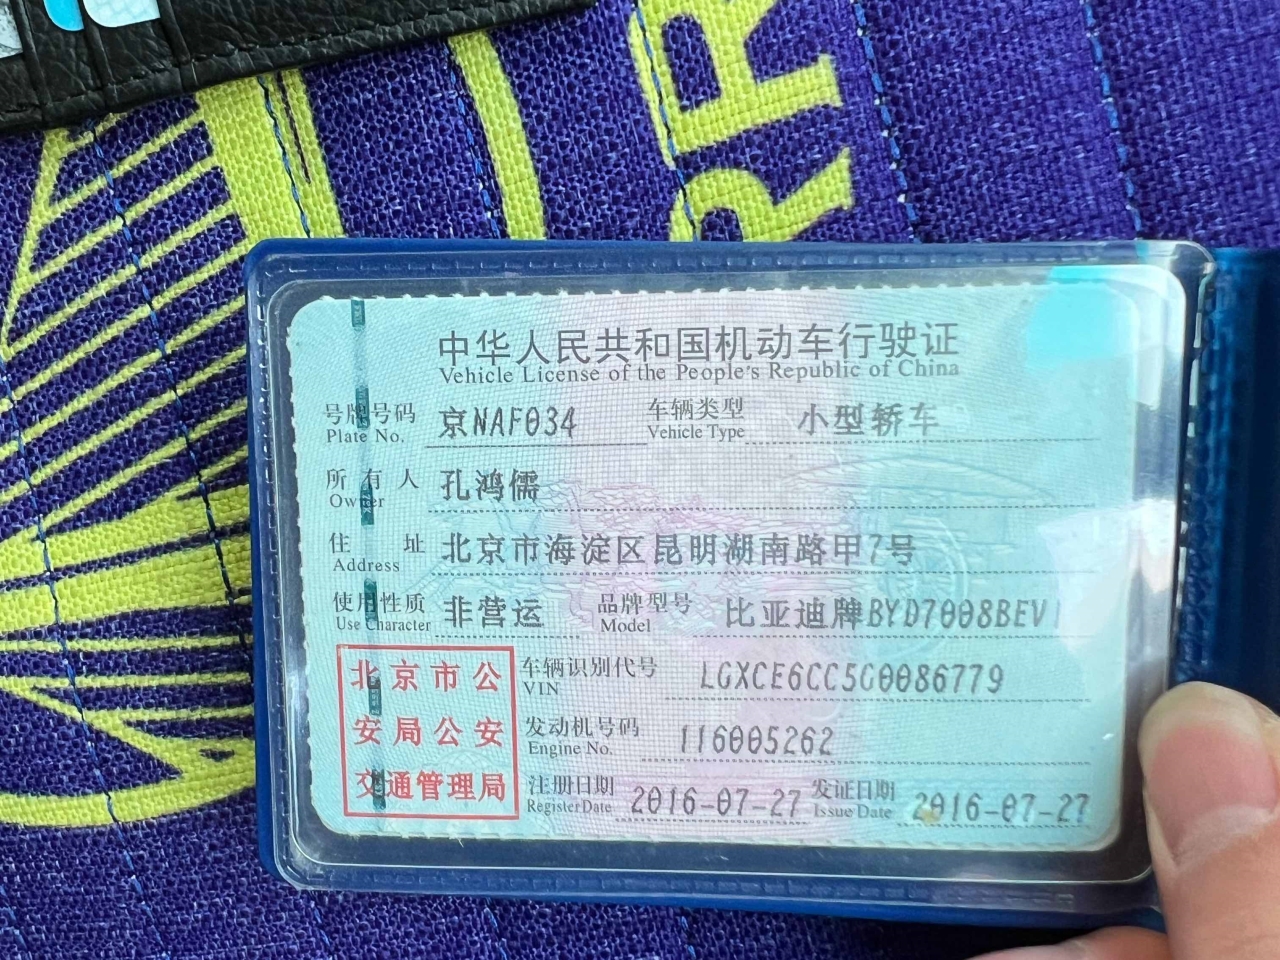 RR
中华人民共和国机动车行驶证
Vehicle License of the People's Republic of China
号牌号码 京NAF034 车辆类型 小型轿车
Plate No. Vehicle Type
所有人 孔鸿儒
Owner
住址 北京市海淀区昆明湖南路甲7号
Address
使用性质 非营运 品牌型号 比亚迪牌BYD7008BEV1
Use Character Model
北京市公安局公安交通管理局
车辆识别代号 LGXCE6CC5G0086779
VIN
发动机号码 116005262
Engine No.
注册日期 2016-07-27 发证日期 2016-07-27
Register Date Issue Date